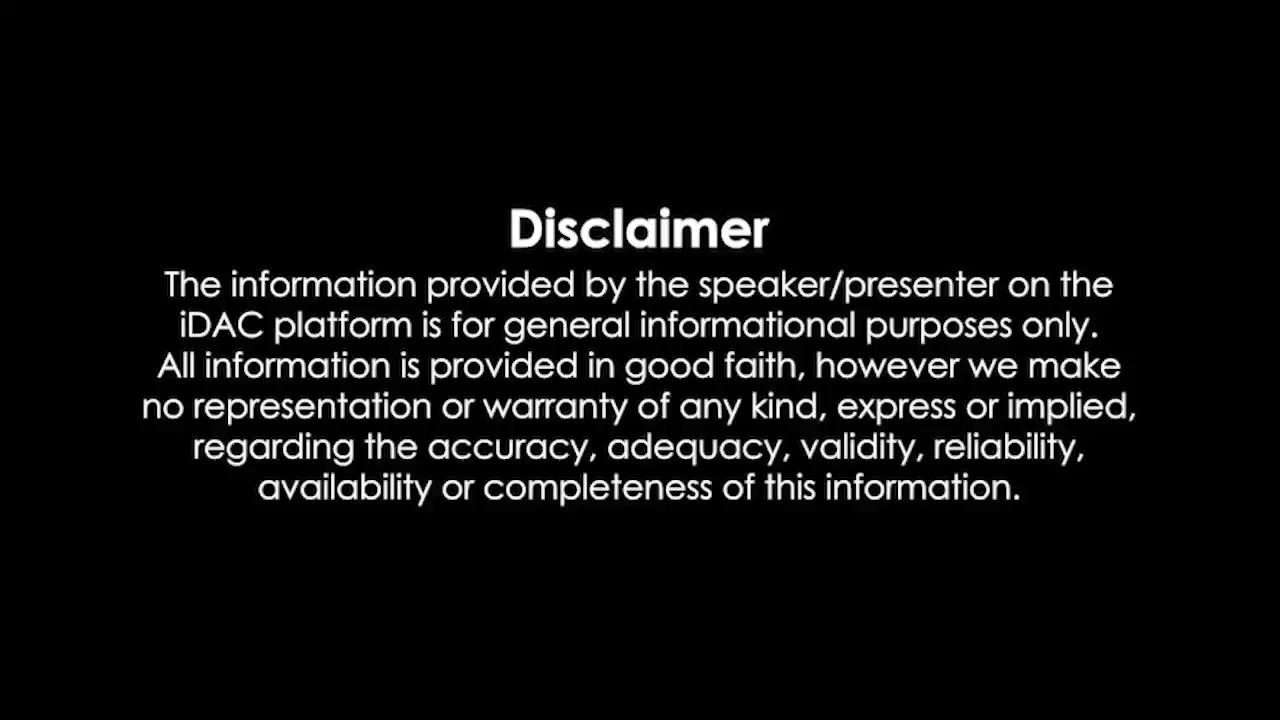 Disclaimer
The information provided by the speaker/presenter on the
iDAC platform is for general informational purposes only.
All information is provided in good faith, however we make
no representation or warranty of any kind, express or implied,
regarding the accuracy, adequacy, validity, reliability,
availability or completeness of this information.